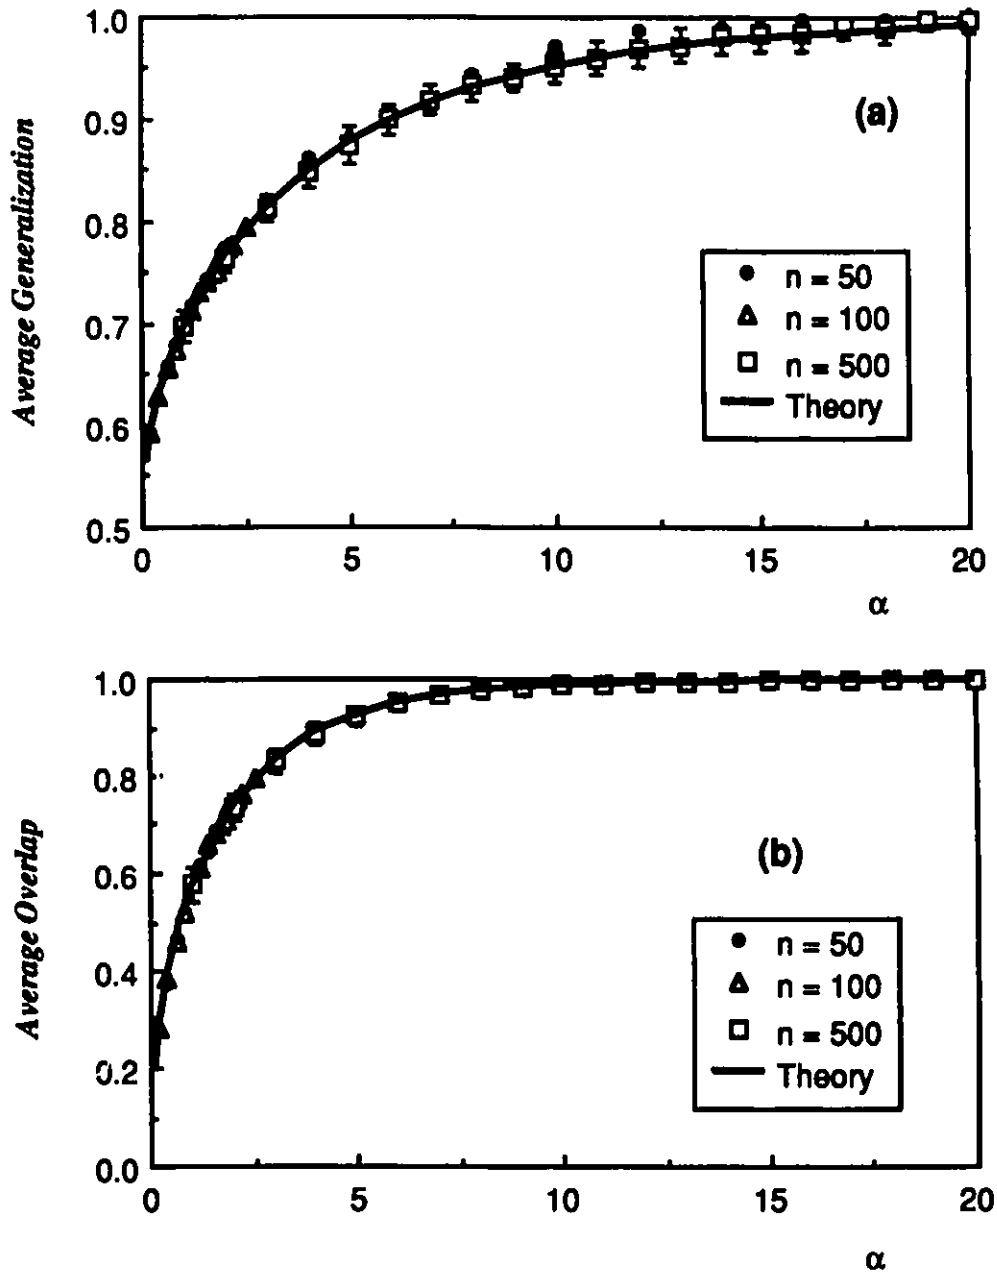 1.0
0.9
0.8
0.7
0.6
0.5
Average Generalization
(a)
n = 50
n = 100
n = 500
Theory
0 5 10 15 20
α
1.0
0.8
0.6
0.4
0.2
0.0
Average Overlap
(b)
n = 50
n = 100
n = 500
Theory
0 5 10 15 20
α